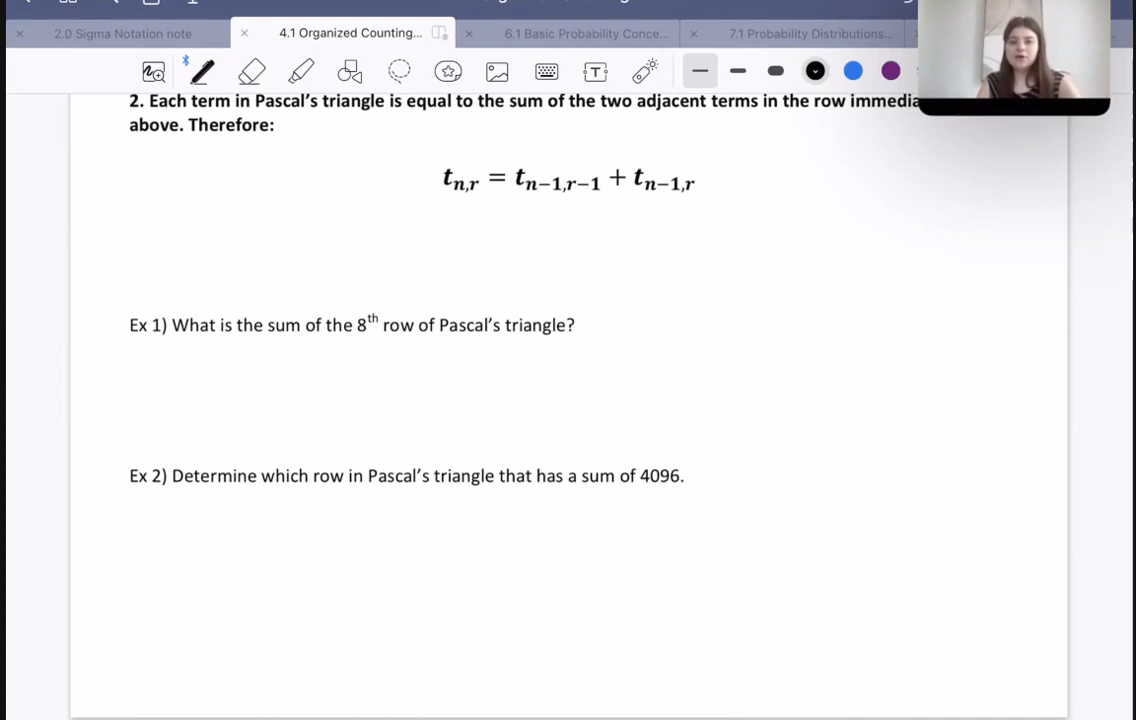 2.0 Sigma Notation note
4.1 Organized Counting...
6.1 Basic Probability Conce...
7.1 Probability Distributions...
2. Each term in Pascal's triangle is equal to the sum of the two adjacent terms in the row
above. Therefore:
tn,r = tn−1,r−1 + tn−1,r
Ex 1) What is the sum of the 8th row of Pascal's triangle?
Ex 2) Determine which row in Pascal's triangle that has a sum of 4096.